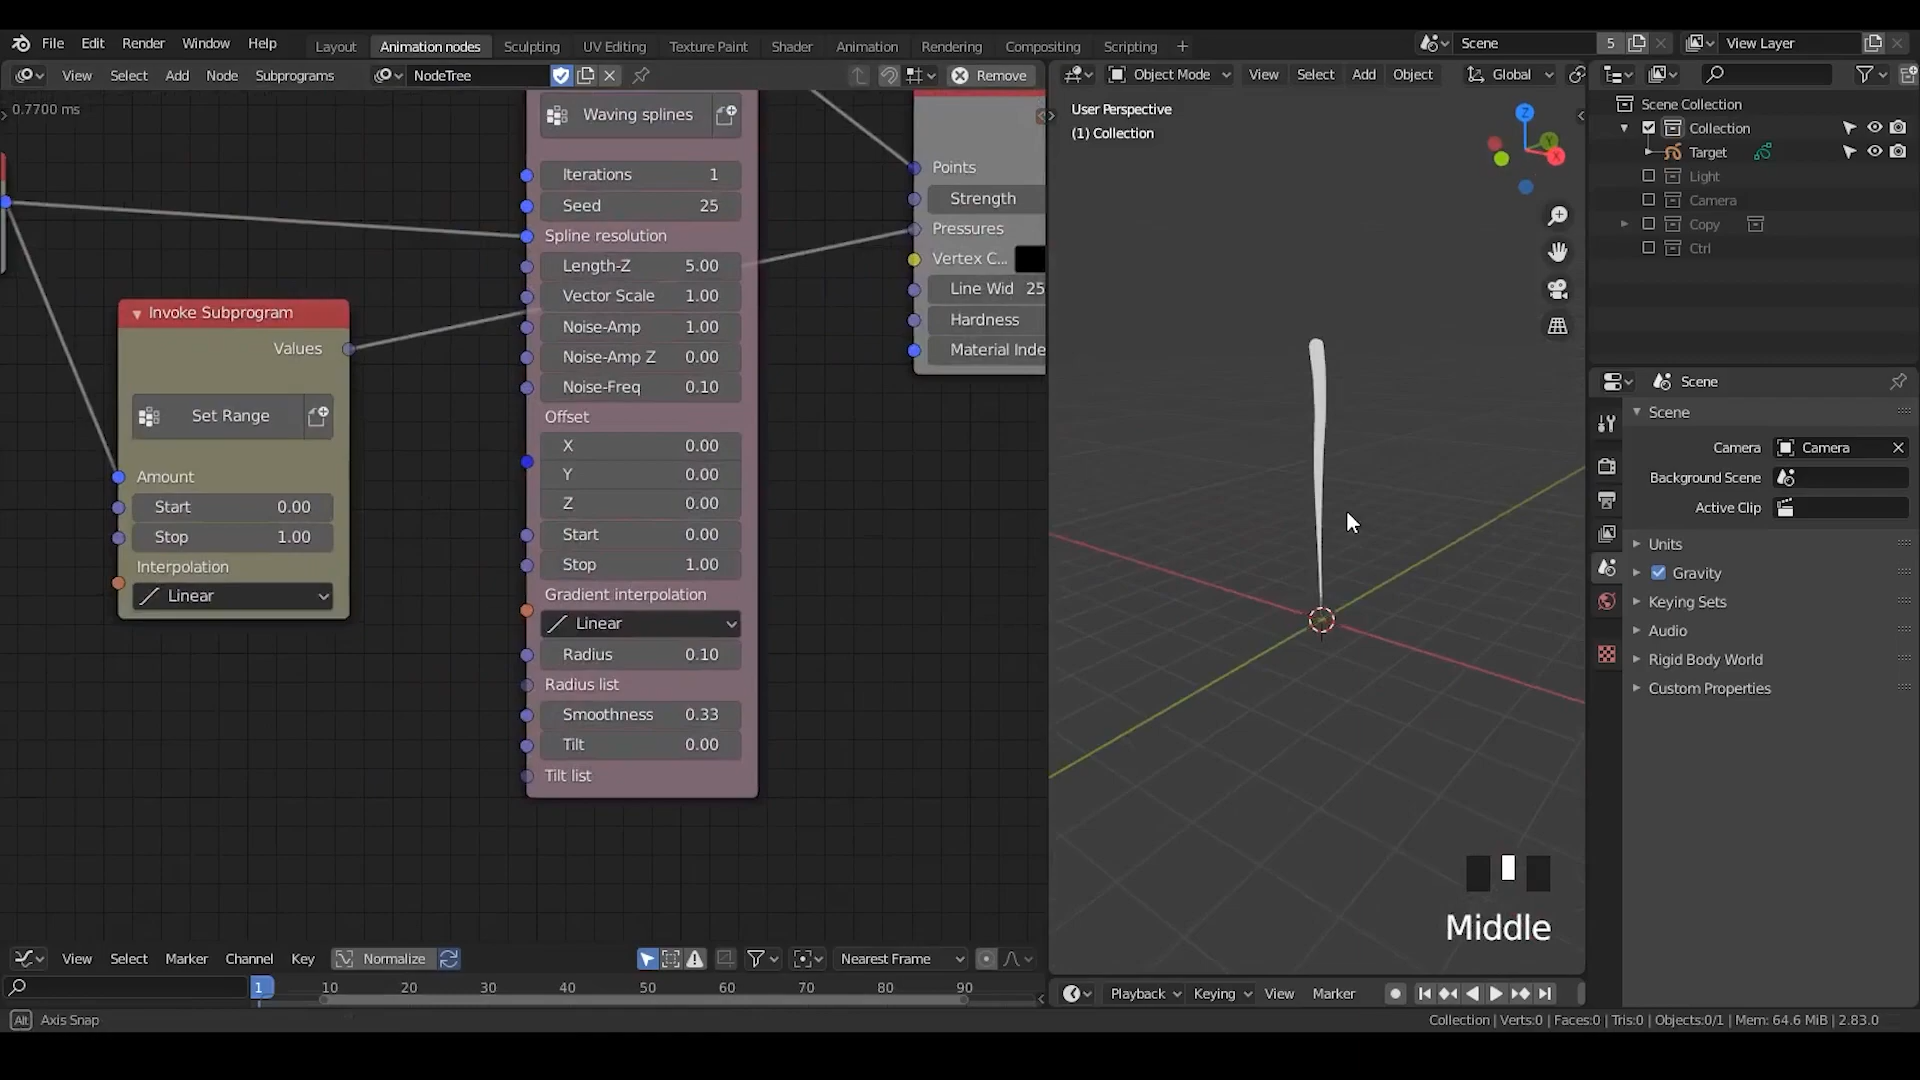 File Edit Render Window Help Layout Animation nodes Sculpting UV Editing Texture Paint Shader Animation Rendering Compositing Scripting + Scene 5 View Layer
View Select Add Node Subprograms NodeTree Remove Object Mode View Select Add Object Global
0.7700 ms
User Perspective
(1) Collection
Waving splines
Iterations 1
Seed 25
Spline resolution
Length-Z 5.00
Vector Scale 1.00
Noise-Amp 1.00
Noise-Amp Z 0.00
Noise-Freq 0.10
Offset
X 0.00
Y 0.00
Z 0.00
Start 0.00
Stop 1.00
Gradient interpolation
Linear
Radius 0.10
Radius list
Smoothness 0.33
Tilt 0.00
Tilt list
Invoke Subprogram
Values
Set Range
Amount
Start 0.00
Stop 1.00
Interpolation
Linear
Points
Strength
Pressures
Vertex C...
Line Wid 25
Hardness
Material Inde
Z
Y
X
Middle
Scene Collection
Collection
Target
Light
Camera
Copy
Ctrl
Scene
Scene
Camera Camera
Background Scene
Active Clip
Units
Gravity
Keying Sets
Audio
Rigid Body World
Custom Properties
View Select Marker Channel Key Normalize Nearest Frame
1 10 20 30 40 50 60 70 80 90
Playback Keying View Marker
Alt Axis Snap
Collection | Verts:0 | Faces:0 | Tris:0 | Objects:0/1 | Mem: 64.6 MiB | 2.83.0